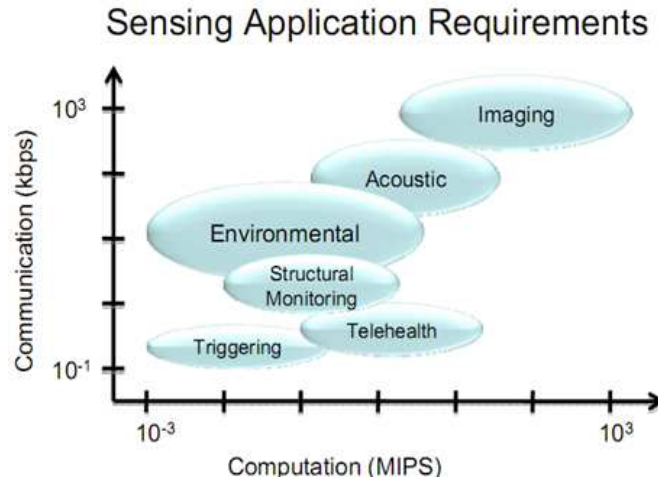 Sensing Application Requirements
Communication (kbps)
10³
10⁻¹
Imaging
Acoustic
Environmental
Structural
Monitoring
Telehealth
Triggering
10⁻³
10³
Computation (MIPS)